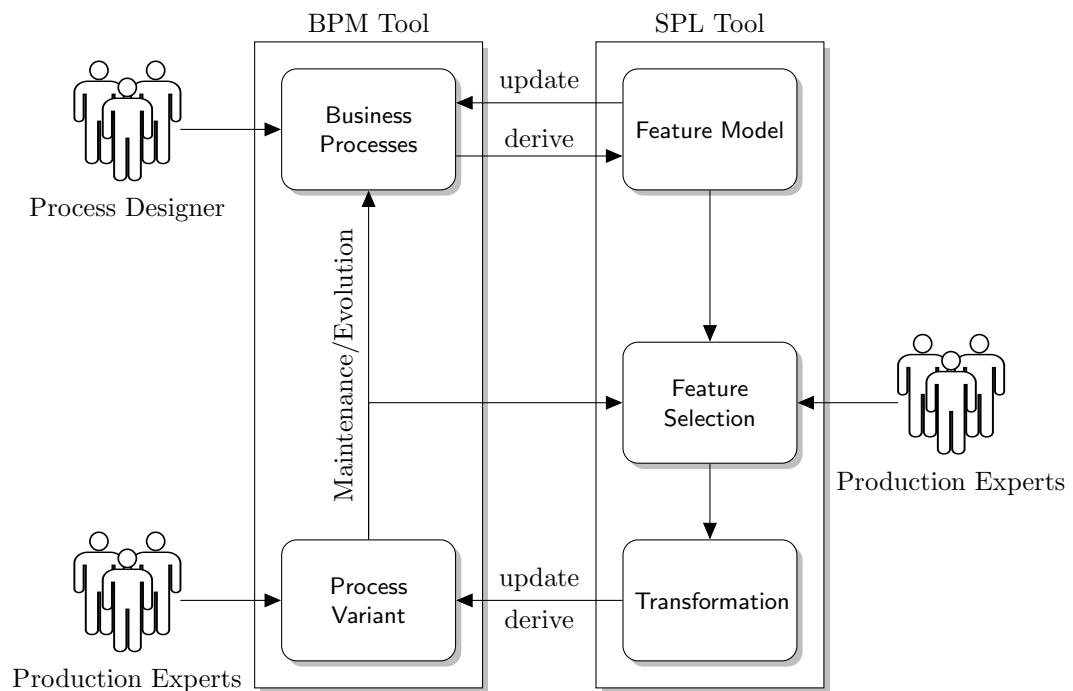 BPM Tool
SPL Tool
Business
Processes
update
derive
Feature Model
Process Designer
Maintenance/Evolution
Feature
Selection
Production Experts
Process
Variant
update
derive
Transformation
Production Experts